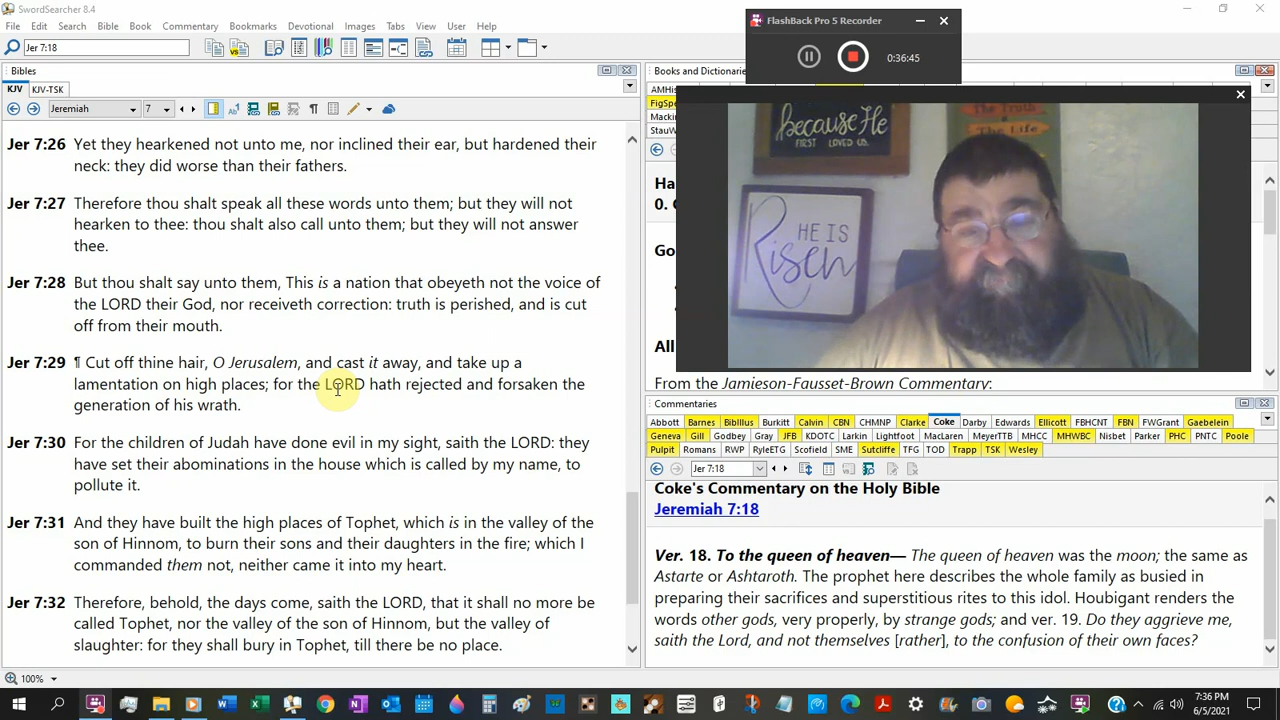 SwordSearcher 8.4
File Edit Search Bible Book Commentary Bookmarks Devotional Images Tabs View User Help
Jer 7:18
VS
Bibles
KJV KJV-TSK
Jeremiah 7
Jer 7:26 Yet they hearkened not unto me, nor inclined their ear, but hardened their
neck: they did worse than their fathers.
Jer 7:27 Therefore thou shalt speak all these words unto them; but they will not
hearken to thee: thou shalt also call unto them; but they will not answer
thee.
Jer 7:28 But thou shalt say unto them, This is a nation that obeyeth not the voice of
the LORD their God, nor receiveth correction: truth is perished, and is cut
off from their mouth.
Jer 7:29 ¶ Cut off thine hair, O Jerusalem, and cast it away, and take up a
lamentation on high places; for the LORD hath rejected and forsaken the
generation of his wrath.
Jer 7:30 For the children of Judah have done evil in my sight, saith the LORD: they
have set their abominations in the house which is called by my name, to
pollute it.
Jer 7:31 And they have built the high places of Tophet, which is in the valley of the
son of Hinnom, to burn their sons and their daughters in the fire; which I
commanded them not, neither came it into my heart.
Jer 7:32 Therefore, behold, the days come, saith the LORD, that it shall no more be
called Tophet, nor the valley of the son of Hinnom, but the valley of
slaughter: for they shall bury in Tophet, till there be no place.
100%
FlashBack Pro 5 Recorder
0:36:45
Books and Dictionaries
AMHis
FigSpe
Mackin
StauW
Ha
0.
Go
All
because He
FIRST LOVED US.
The Truth
The Life
HE IS
Risen
From the Jamieson-Fausset-Brown Commentary:
Commentaries
Abbott Barnes BibIllus Burkitt Calvin CBN CHMNP Clarke Coke Darby Edwards Ellicott FBHCNT FBN FWGrant Gaebelein
Geneva Gill Godbey Gray JFB KDOTC Larkin Lightfoot MacLaren MeyerTTB MHCC MHWBC Nisbet Parker PHC PNTC Poole
Pulpit Romans RWP RyleETG Scofield SME Sutcliffe TFG TOD Trapp TSK Wesley
Jer 7:18
Coke's Commentary on the Holy Bible
Jeremiah 7:18
Ver. 18. To the queen of heaven— The queen of heaven was the moon; the same as
Astarte or Ashtaroth. The prophet here describes the whole family as busied in
preparing their sacrifices and superstitious rites to this idol. Houbigant renders the
words other gods, very properly, by strange gods; and ver. 19. Do they aggrieve me,
saith the Lord, and not themselves [rather], to the confusion of their own faces?
7:36 PM
6/5/2021